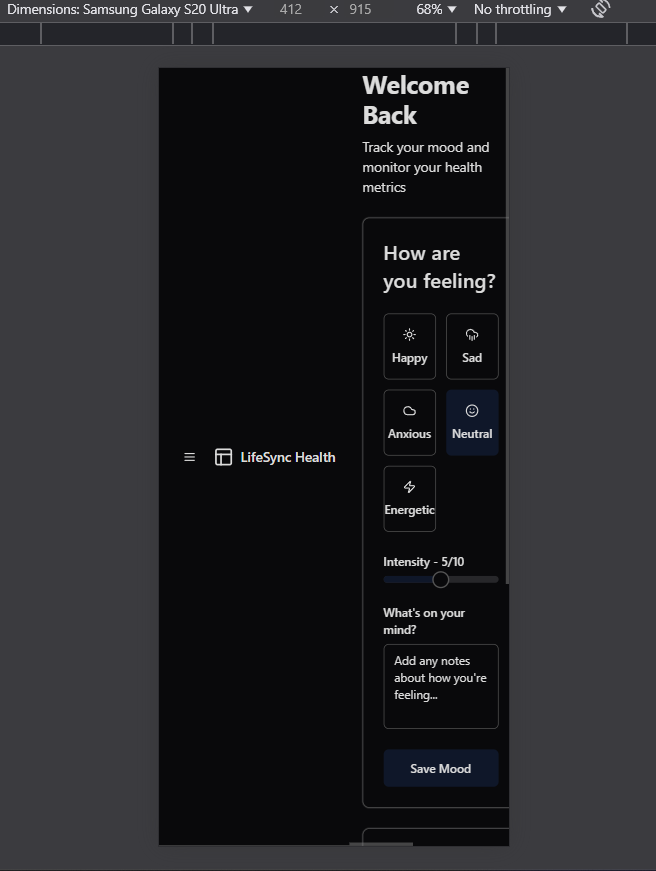 Dimensions: Samsung Galaxy S20 Ultra 412 × 915 68% No throttling
Welcome
Back
Track your mood and
monitor your health
metrics
How are
you feeling?
Happy Sad
Anxious Neutral
LifeSync Health
Energetic
Intensity - 5/10
What's on your
mind?
Add any notes
about how you're
feeling...
Save Mood